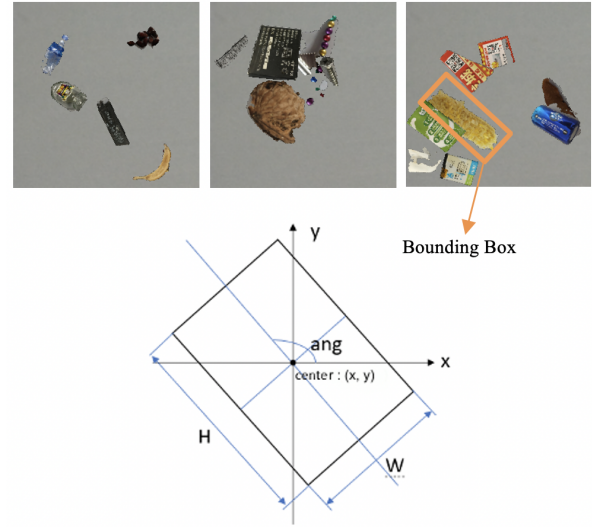 Bounding Box
y
ang
x
center : (x, y)
H
W